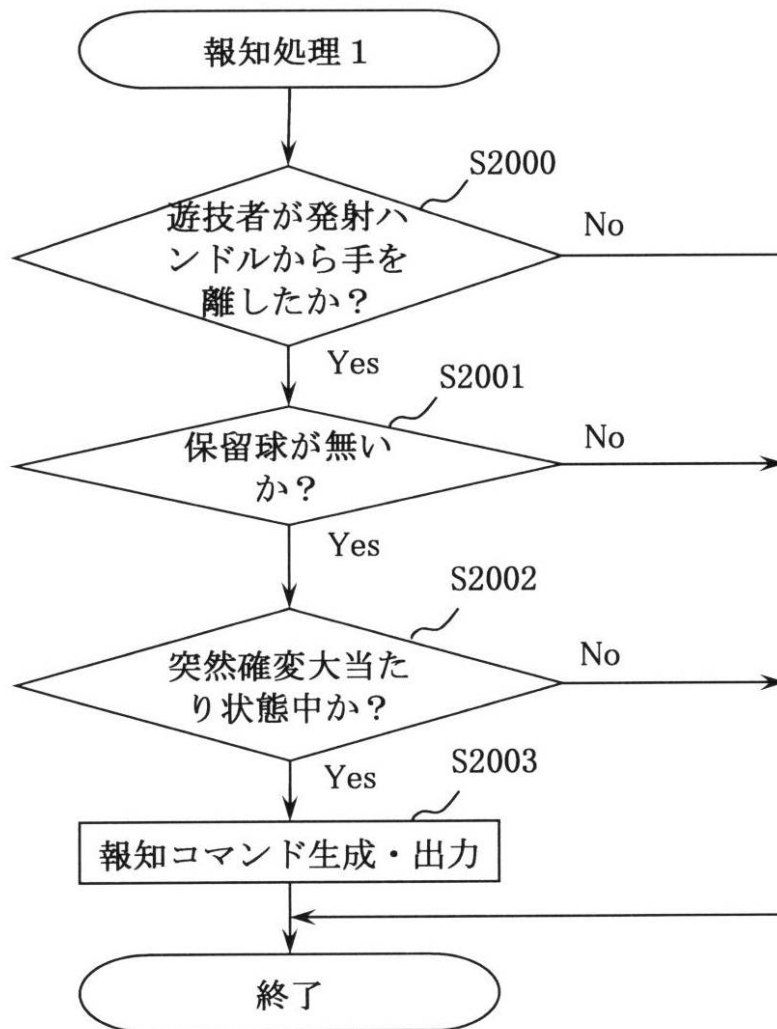 報知処理１
S2000
遊技者が発射ハ
ンドルから手を
離したか？
No
Yes
S2001
保留球が無い
か？
No
Yes
S2002
突然確変大当た
り状態中か？
No
Yes
S2003
報知コマンド生成・出力
終了